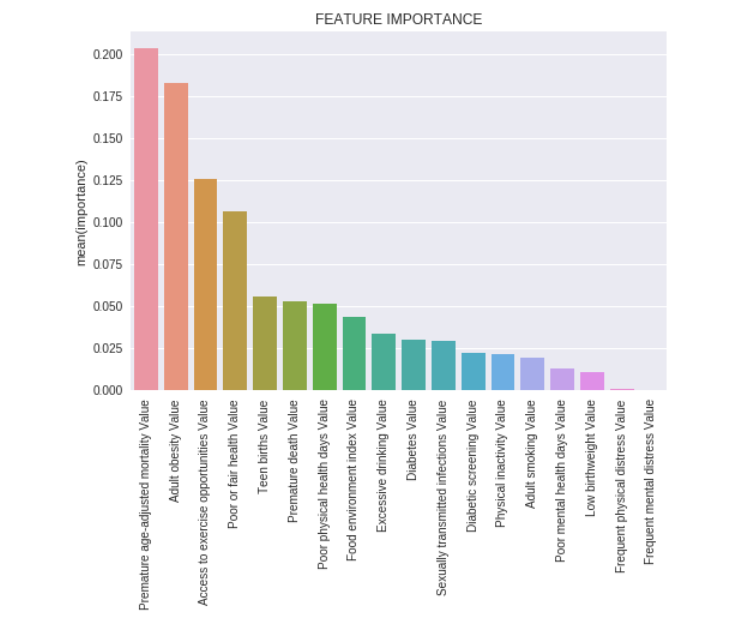 FEATURE IMPORTANCE
mean(importance)
0.200
0.175
0.150
0.125
0.100
0.075
0.050
0.025
0.000
Premature age-adjusted mortality Value
Adult obesity Value
Access to exercise opportunities Value
Poor or fair health Value
Teen births Value
Premature death Value
Poor physical health days Value
Food environment index Value
Excessive drinking Value
Diabetes Value
Sexually transmitted infections Value
Diabetic screening Value
Physical inactivity Value
Adult smoking Value
Poor mental health days Value
Low birthweight Value
Frequent physical distress Value
Frequent mental distress Value